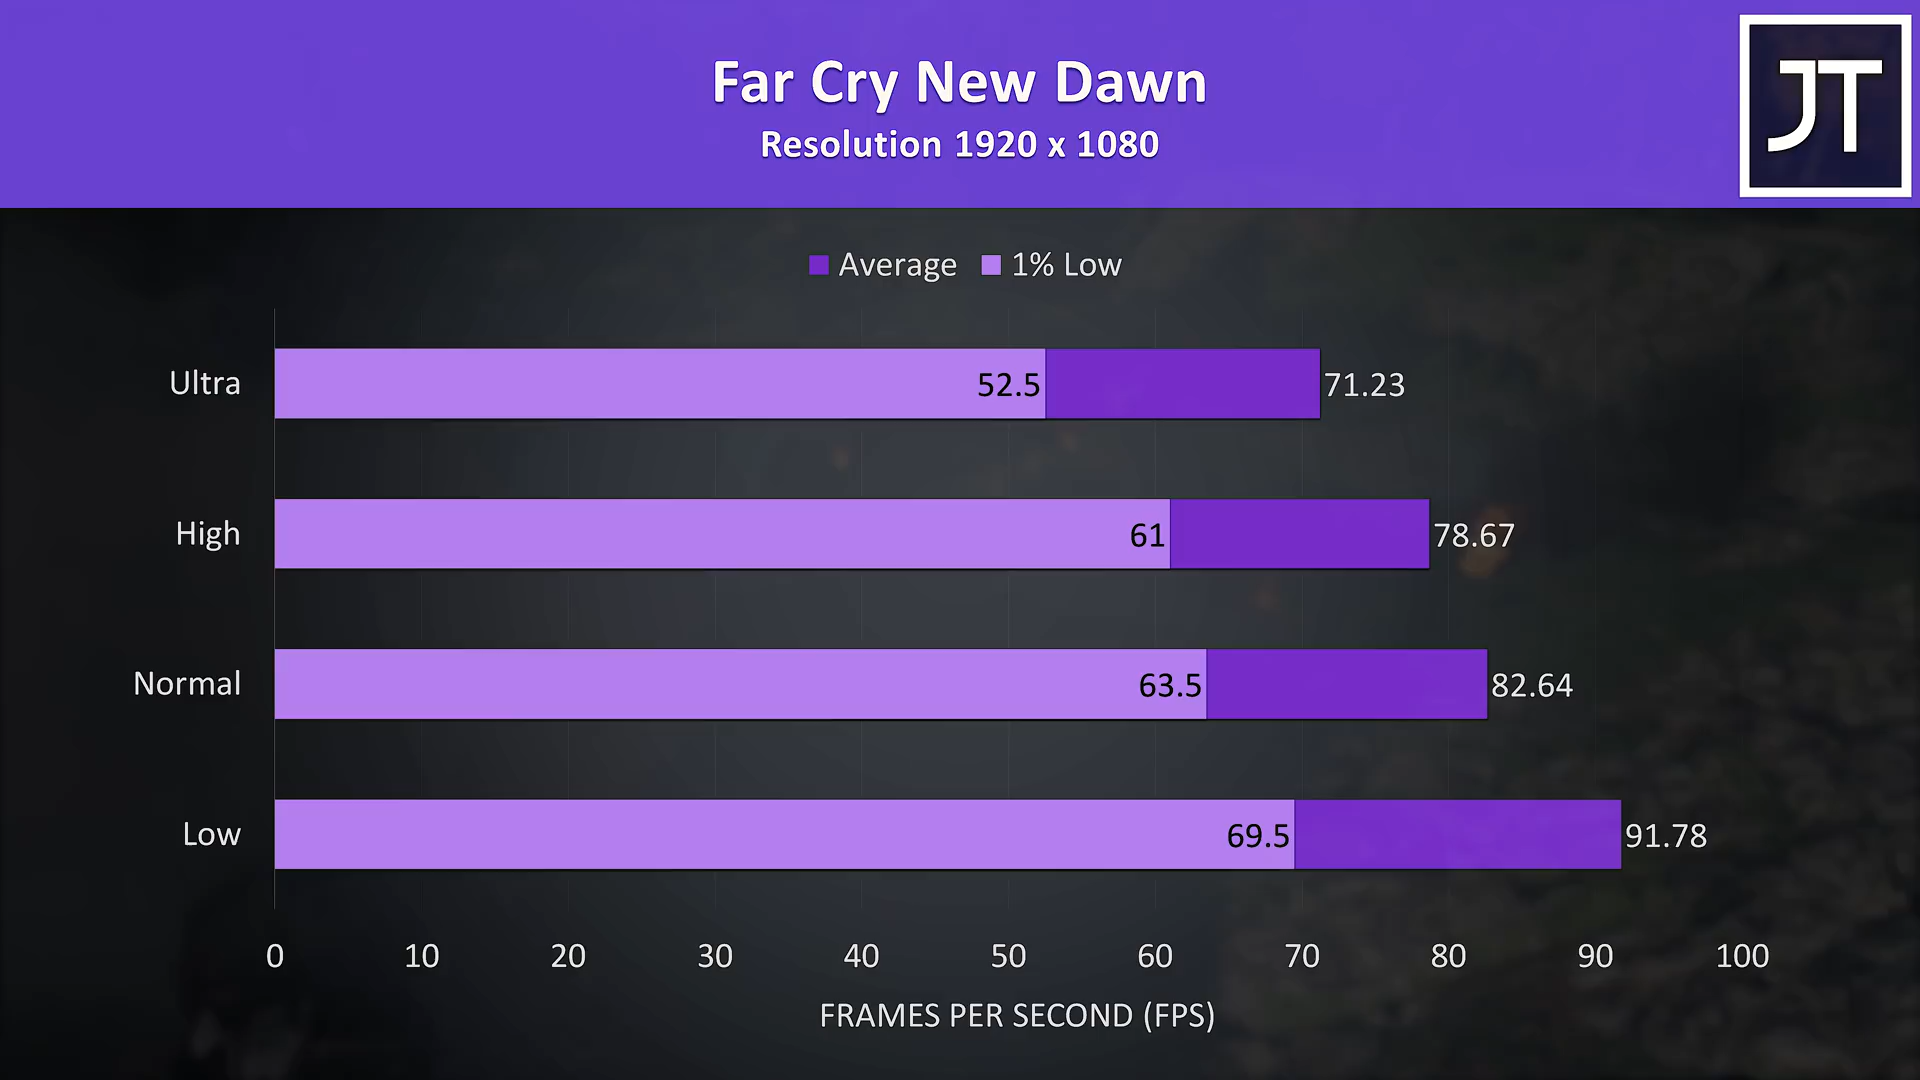 Far Cry New Dawn
Resolution 1920 x 1080
JT
Average 1% Low
Ultra 52.5 71.23
High 61 78.67
Normal 63.5 82.64
Low 69.5 91.78
0 10 20 30 40 50 60 70 80 90 100
FRAMES PER SECOND (FPS)